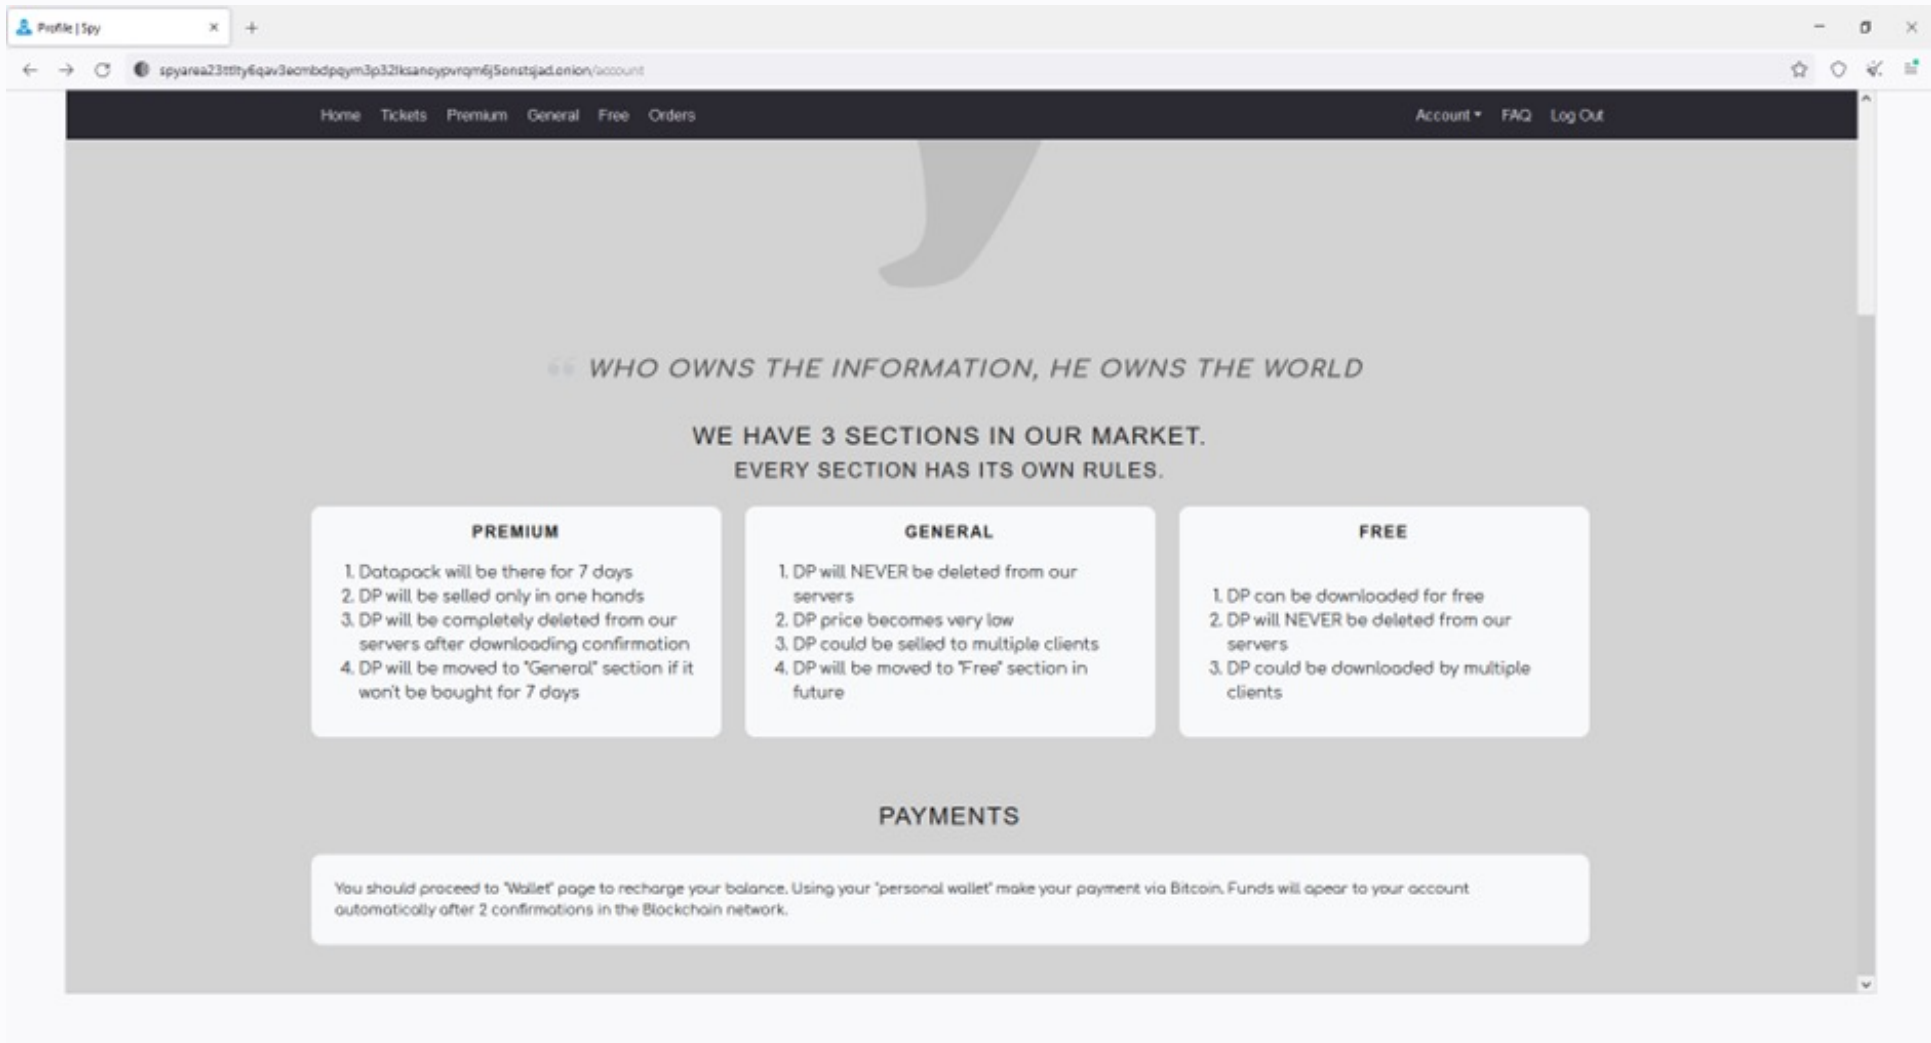 Profile | Spy
Home Tickets Premium General Free Orders Account FAQ Log Out
WHO OWNS THE INFORMATION, HE OWNS THE WORLD
WE HAVE 3 SECTIONS IN OUR MARKET.
EVERY SECTION HAS ITS OWN RULES.
PREMIUM
1. Datapack will be there for 7 days
2. DP will be selled only in one hands
3. DP will be completely deleted from our
servers after downloading confirmation
4. DP will be moved to "General" section if it
won't be bought for 7 days
GENERAL
1. DP will NEVER be deleted from our
servers
2. DP price becomes very low
3. DP could be selled to multiple clients
4. DP will be moved to "Free" section in
future
FREE
1. DP can be downloaded for free
2. DP will NEVER be deleted from our
servers
3. DP could be downloaded by multiple
clients
PAYMENTS
You should proceed to "Wallet" page to recharge your balance. Using your "personal wallet" make your payment via Bitcoin. Funds will apear to your account
automatically after 2 confirmations in the Blockchain network.